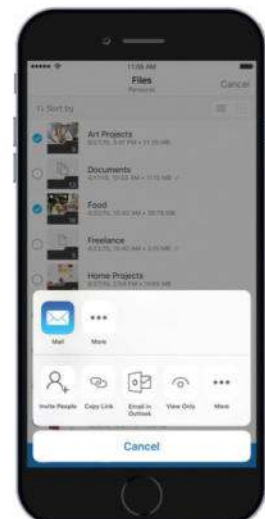 11:55 AM
Files
Personal
Cancel
Sort by
Art Projects
Documents
Food
Freelance
Home Projects
Mail
More
Invite People
Copy Link
Email in
Outlook
View Only
More
Cancel